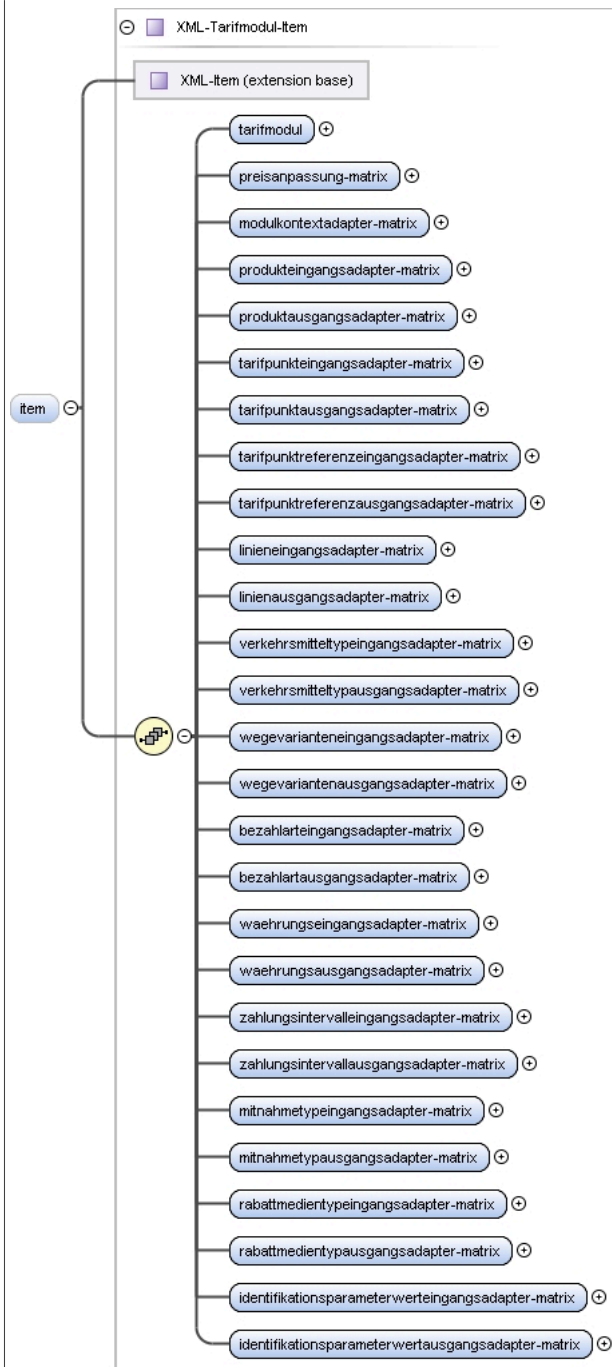 XML-Tarifmodul-Item
XML-Item (extension base)
tarifmodul
preisanpassung-matrix
modulkontextadapter-matrix
produkteingangsadapter-matrix
produktausgangsadapter-matrix
tarifpunkteingangsadapter-matrix
item
tarifpunktausgangsadapter-matrix
tarifpunktreferenzeingangsadapter-matrix
tarifpunktreferenzausgangsadapter-matrix
linieneingangsadapter-matrix
linienausgangsadapter-matrix
verkehrsmitteltypeingangsadapter-matrix
verkehrsmitteltypausgangsadapter-matrix
wegevarianteneingangsadapter-matrix
wegevariantenausgangsadapter-matrix
bezahlarteingangsadapter-matrix
bezahlartausgangsadapter-matrix
waehrungseingangsadapter-matrix
waehrungsausgangsadapter-matrix
zahlungsintervalleingangsadapter-matrix
zahlungsintervallausgangsadapter-matrix
mitnahmetypeingangsadapter-matrix
mitnahmetypausgangsadapter-matrix
rabattmedientypeingangsadapter-matrix
rabattmedientypausgangsadapter-matrix
identifikationsparameterwerteingangsadapter-matrix
identifikationsparameterwertausgangsadapter-matrix